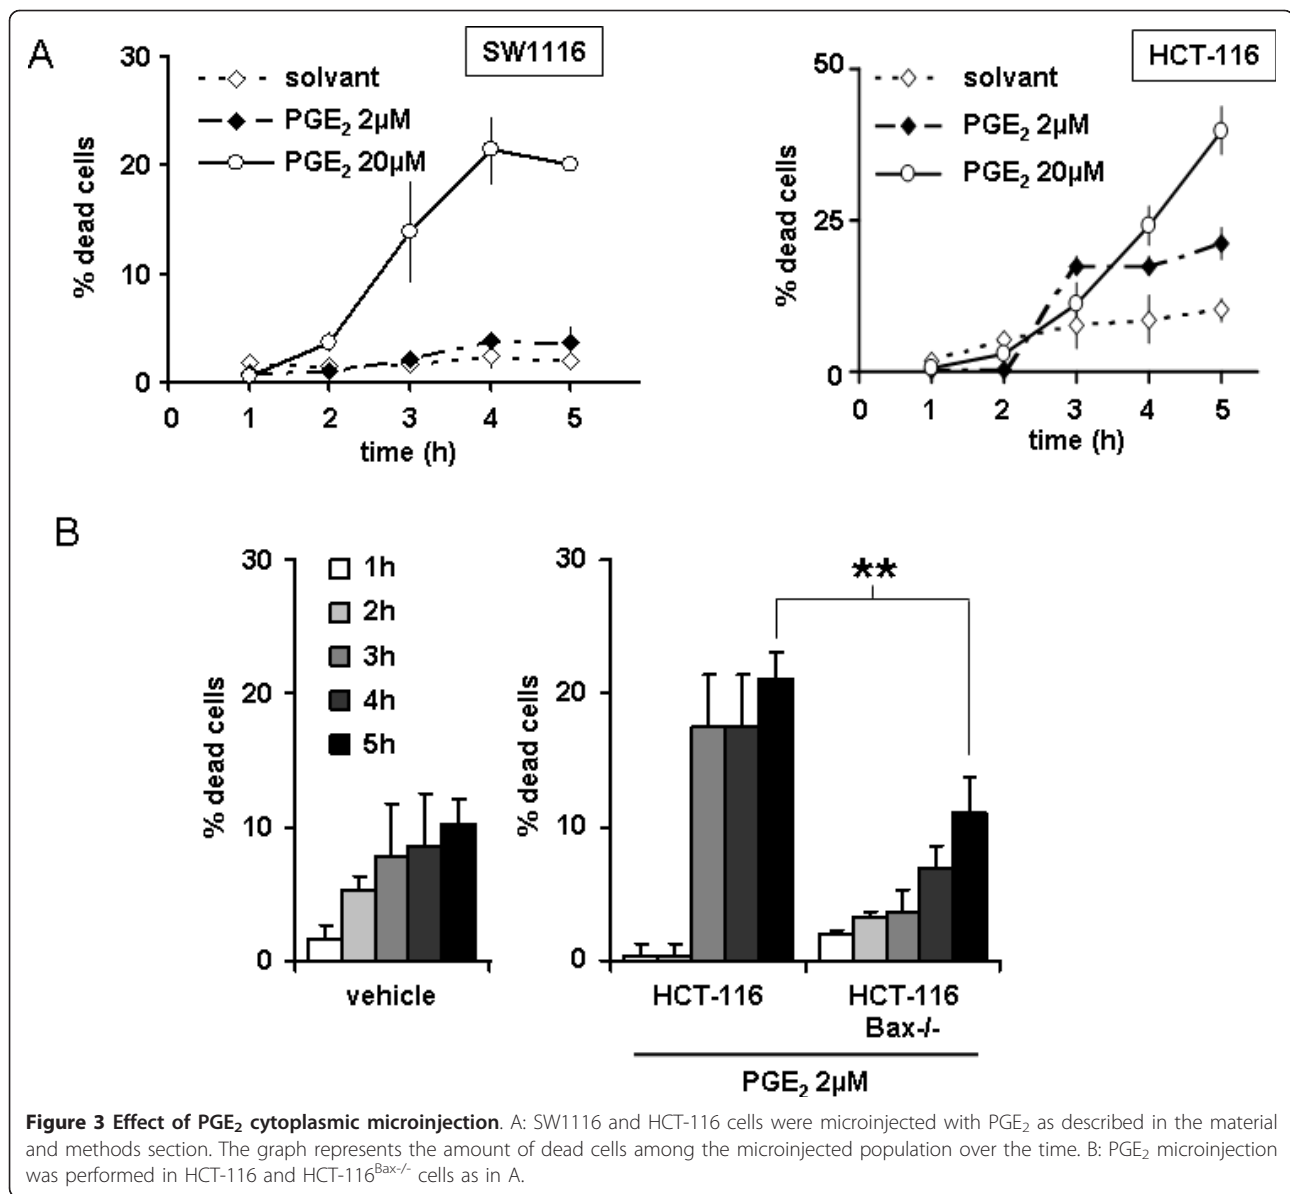 A
SW1116
30
20
10
0
% dead cells
solvant
PGE₂ 2µM
PGE₂ 20µM
0 1 2 3 4 5
time (h)
HCT-116
50
25
0
% dead cells
solvant
PGE₂ 2µM
PGE₂ 20µM
0 1 2 3 4 5
time (h)
B
30
20
10
0
% dead cells
1h
2h
3h
4h
5h
vehicle
30
20
10
0
% dead cells
**
HCT-116
HCT-116
Bax-/-
PGE₂ 2µM
Figure 3 Effect of PGE₂ cytoplasmic microinjection. A: SW1116 and HCT-116 cells were microinjected with PGE₂ as described in the material
and methods section. The graph represents the amount of dead cells among the microinjected population over the time. B: PGE₂ microinjection
was performed in HCT-116 and HCT-116Bax-/- cells as in A.